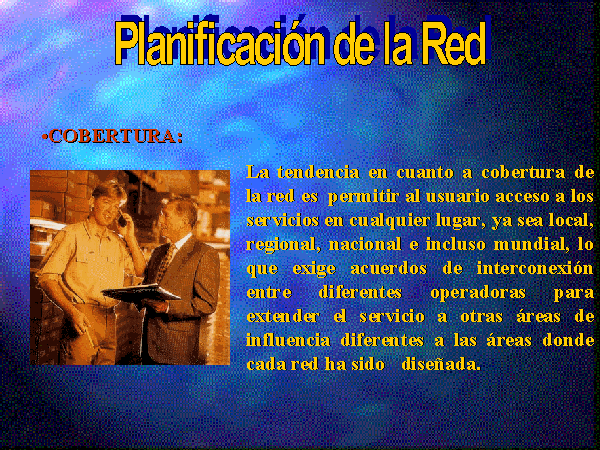 Planificación de la Red
•COBERTURA:
La tendencia en cuanto a cobertura de
la red es permitir al usuario acceso a los
servicios en cualquier lugar, ya sea local,
regional, nacional e incluso mundial, lo
que exige acuerdos de interconexión
entre diferentes operadoras para
extender el servicio a otras áreas de
influencia diferentes a las áreas donde
cada red ha sido diseñada.